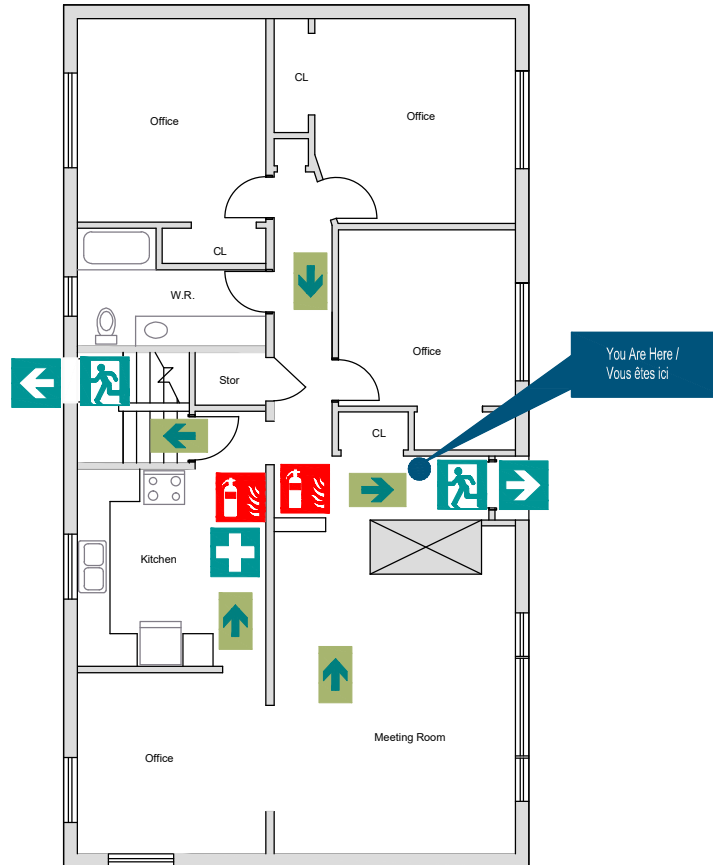 CL
Office
Office
CL
W.R.
Office
Stor
You Are Here /
Vous êtes ici
CL
Kitchen
Meeting Room
Office